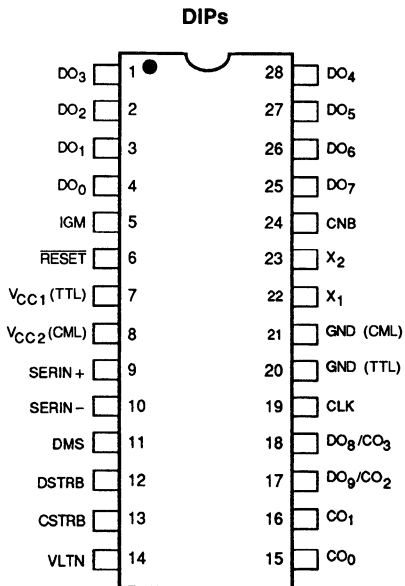 DIPs
DO3 1 28 DO4
DO2 2 27 DO5
DO1 3 26 DO6
DO0 4 25 DO7
IGM 5 24 CNB
RESET 6 23 X2
VCC1 (TTL) 7 22 X1
VCC2 (CML) 8 21 GND (CML)
SERIN+ 9 20 GND (TTL)
SERIN− 10 19 CLK
DMS 11 18 DO8/CO3
DSTRB 12 17 DO9/CO2
CSTRB 13 16 CO1
VLTN 14 15 CO0